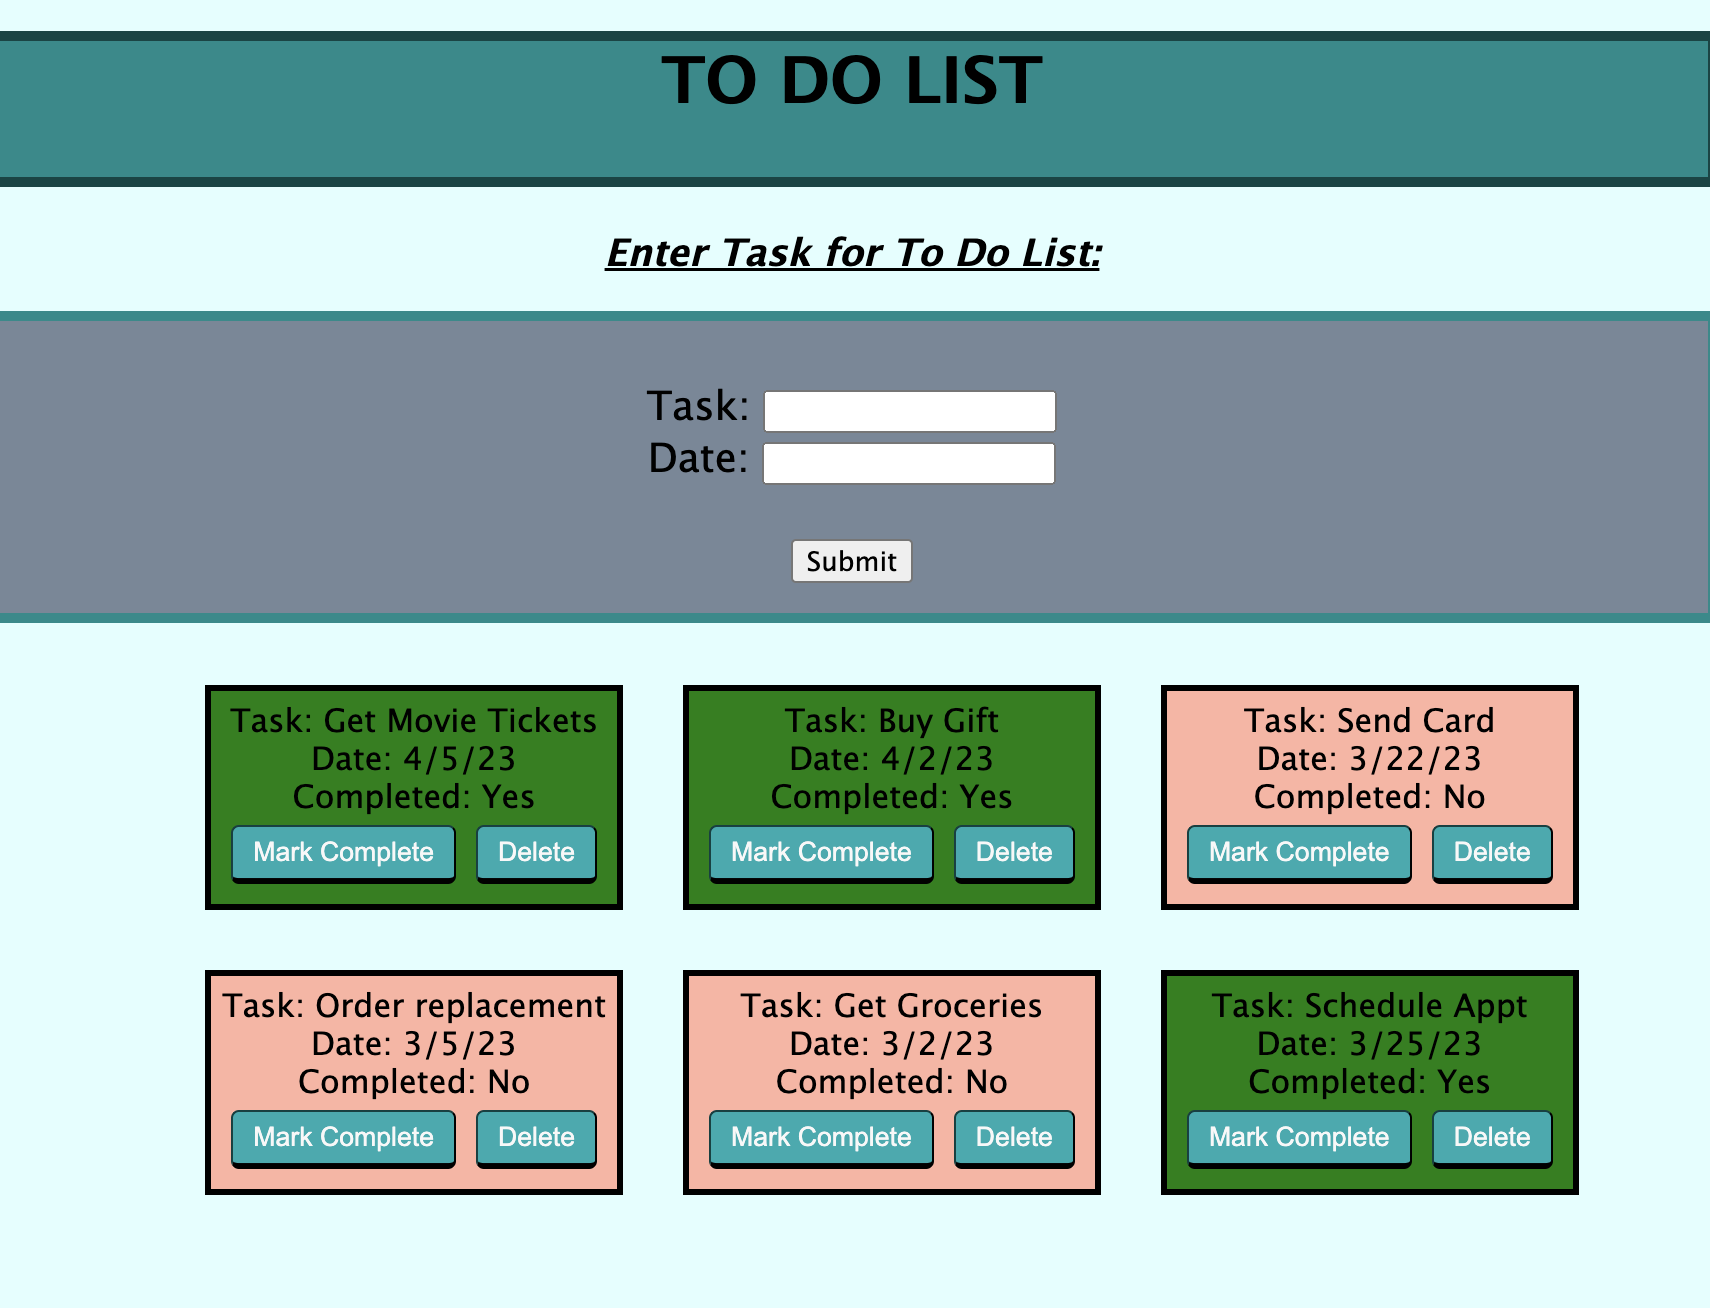 TO DO LIST
Enter Task for To Do List:
Task:
Date:
Submit
Task: Get Movie Tickets
Date: 4/5/23
Completed: Yes
Mark Complete Delete
Task: Buy Gift
Date: 4/2/23
Completed: Yes
Mark Complete Delete
Task: Send Card
Date: 3/22/23
Completed: No
Mark Complete Delete
Task: Order replacement
Date: 3/5/23
Completed: No
Mark Complete Delete
Task: Get Groceries
Date: 3/2/23
Completed: No
Mark Complete Delete
Task: Schedule Appt
Date: 3/25/23
Completed: Yes
Mark Complete Delete